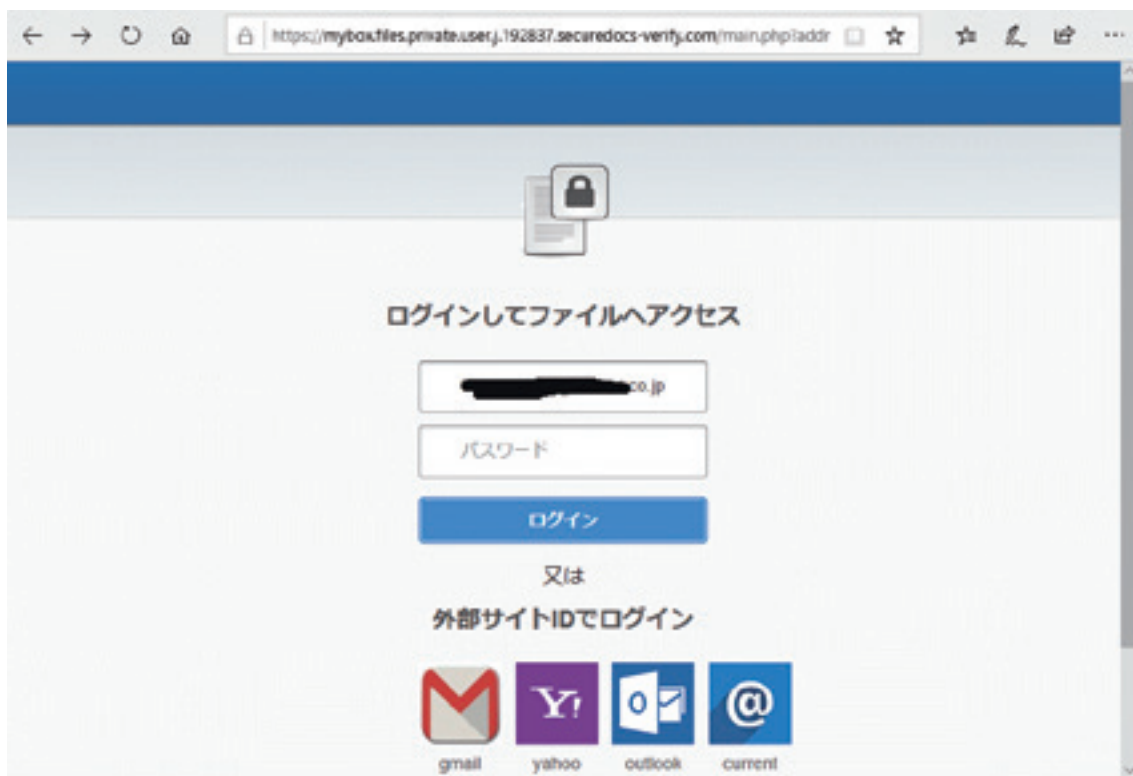 https://mybox.files.private.user.j.192837.securedocs-verify.com/main.php?addr
ログインしてファイルへアクセス
co.jp
パスワード
ログイン
又は
外部サイトIDでログイン
Y!
o
@
gmail yahoo outlook current